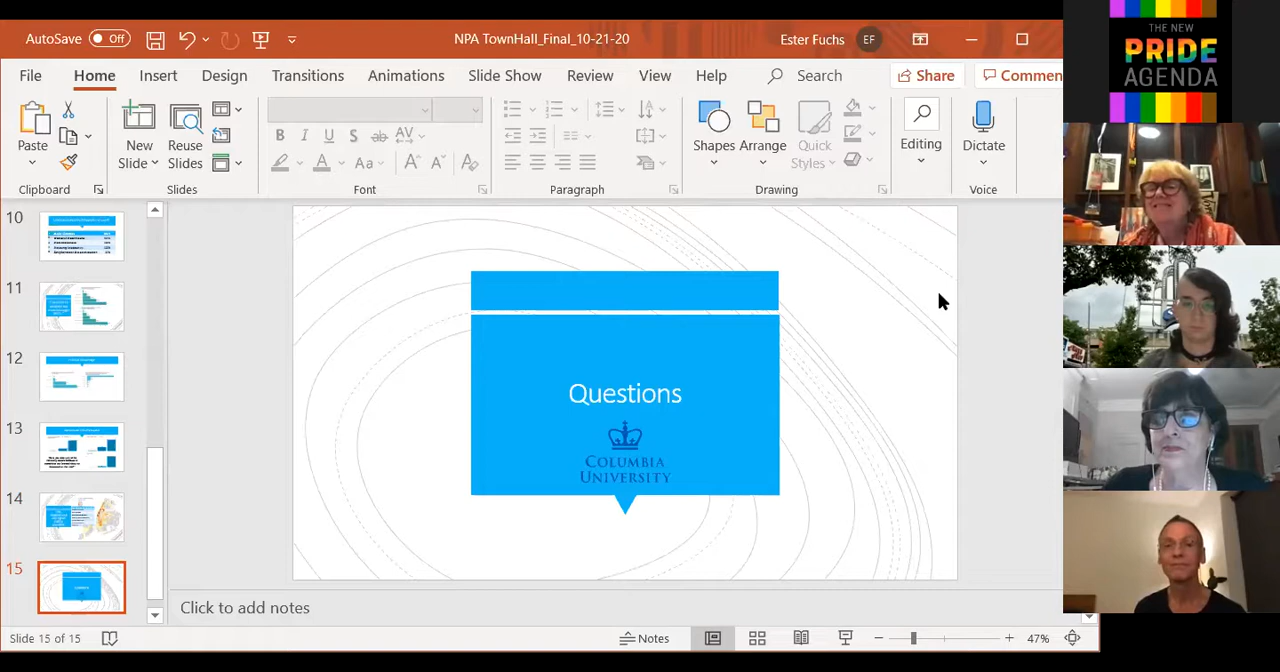 AutoSave Off NPA TownHall_Final_10-21-20 Ester Fuchs EF
File Home Insert Design Transitions Animations Slide Show Review View Help Search Share Commen
Paste New Slide Reuse Slides Shapes Arrange Quick Styles Editing Dictate
B I U S ab AV
A Aa A A A
Clipboard Slides Font Paragraph Drawing Voice
THE NEW
PRIDE
AGENDA
10
11
12
13
14
15
Questions
COLUMBIA
UNIVERSITY
Click to add notes
Slide 15 of 15 Notes 47%